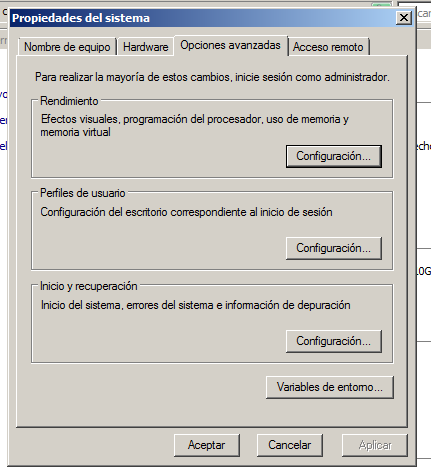 Propiedades del sistema
Nombre de equipo
Hardware
Opciones avanzadas
Acceso remoto
Para realizar la mayoría de estos cambios, inicie sesión como administrador.
Rendimiento
Efectos visuales, programación del procesador, uso de memoria y
memoria virtual
Configuración...
Perfiles de usuario
Configuración del escritorio correspondiente al inicio de sesión
Configuración...
Inicio y recuperación
Inicio del sistema, errores del sistema e información de depuración
Configuración...
Variables de entorno...
Aceptar
Cancelar
Aplicar